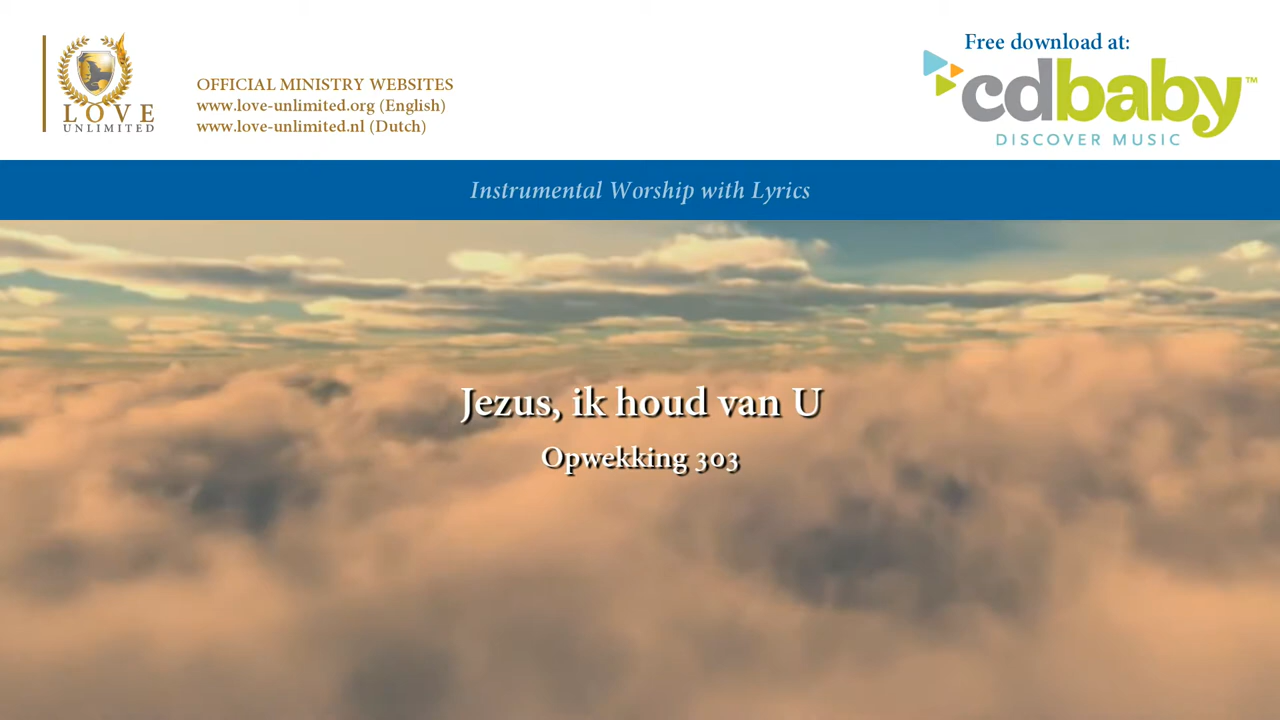 LOVE
UNLIMITED
OFFICIAL MINISTRY WEBSITES
www.love-unlimited.org (English)
www.love-unlimited.nl (Dutch)
Free download at:
cdbaby™
DISCOVER MUSIC
Instrumental Worship with Lyrics
Jezus, ik houd van U
Opwekking 303